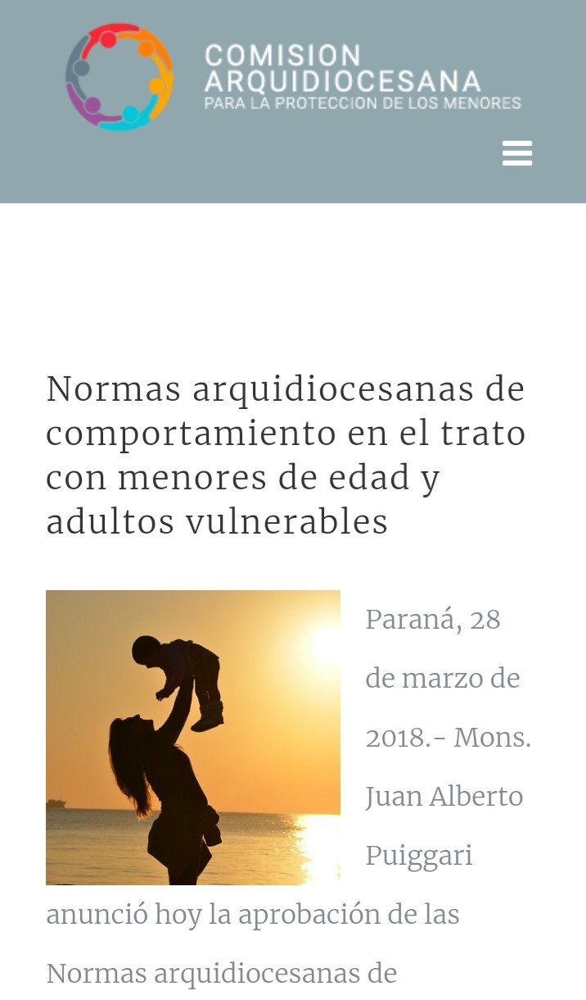 COMISION
ARQUIDIOCESANA
PARA LA PROTECCION DE LOS MENORES
Normas arquidiocesanas de
comportamiento en el trato
con menores de edad y
adultos vulnerables
Paraná, 28
de marzo de
2018.- Mons.
Juan Alberto
Puiggari
anunció hoy la aprobación de las
Normas arquidiocesanas de